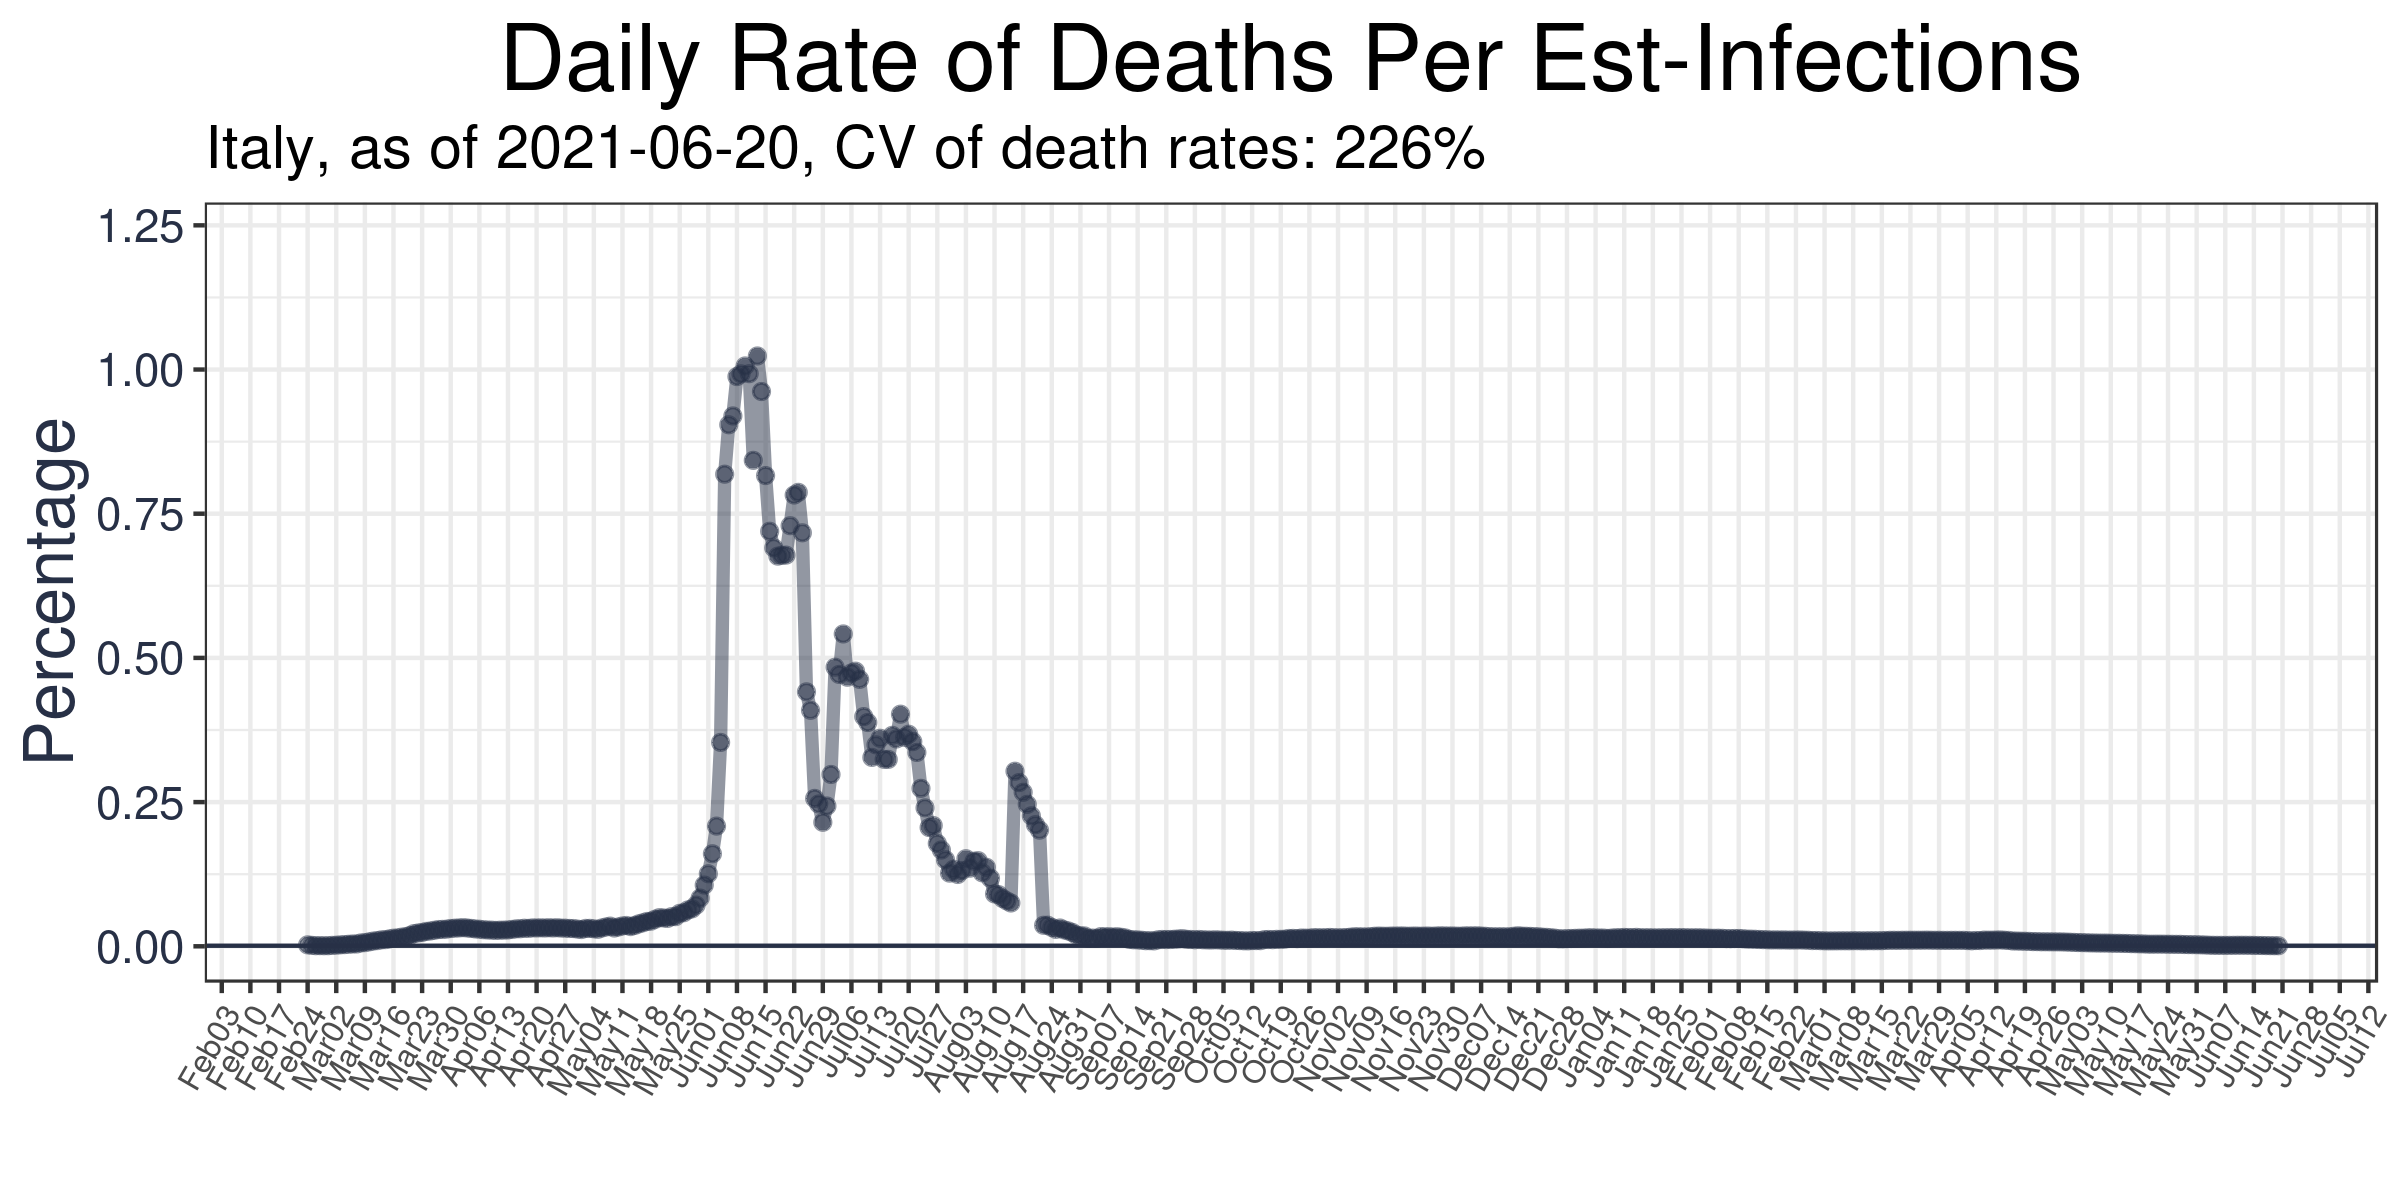 Daily Rate of Deaths Per Est-Infections
Italy, as of 2021-06-20, CV of death rates: 226%
Percentage
1.25
1.00
0.75
0.50
0.25
0.00
Feb03
Feb10
Feb17
Feb24
Mar02
Mar09
Mar16
Mar23
Mar30
Apr06
Apr13
Apr20
Apr27
May04
May11
May18
May25
Jun01
Jun08
Jun15
Jun22
Jun29
Jul06
Jul13
Jul20
Jul27
Aug03
Aug10
Aug17
Aug24
Aug31
Sep07
Sep14
Sep21
Sep28
Oct05
Oct12
Oct19
Oct26
Nov02
Nov09
Nov16
Nov23
Nov30
Dec07
Dec14
Dec21
Dec28
Jan04
Jan11
Jan18
Jan25
Feb01
Feb08
Feb15
Feb22
Mar01
Mar08
Mar15
Mar22
Mar29
Apr05
Apr12
Apr19
Apr26
May03
May10
May17
May24
May31
Jun07
Jun14
Jun21
Jun28
Jul05
Jul12